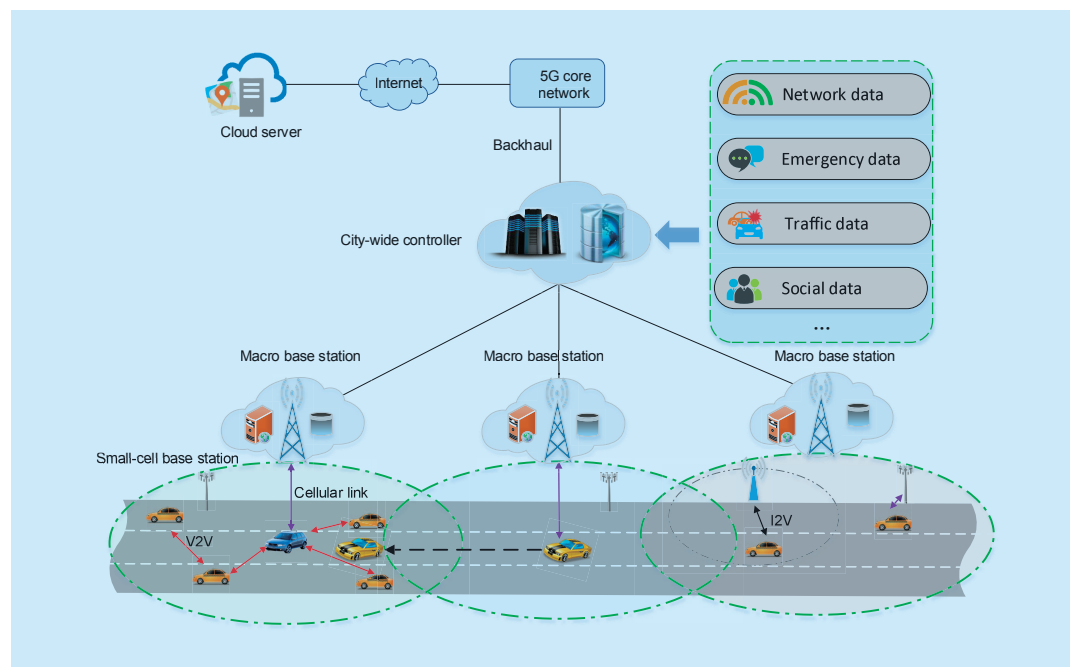 5G core
network
Internet
Cloud server
Backhaul
Network data
Emergency data
Traffic data
Social data
...
City-wide controller
Macro base station
Macro base station
Macro base station
Small-cell base station
Cellular link
V2V
I2V